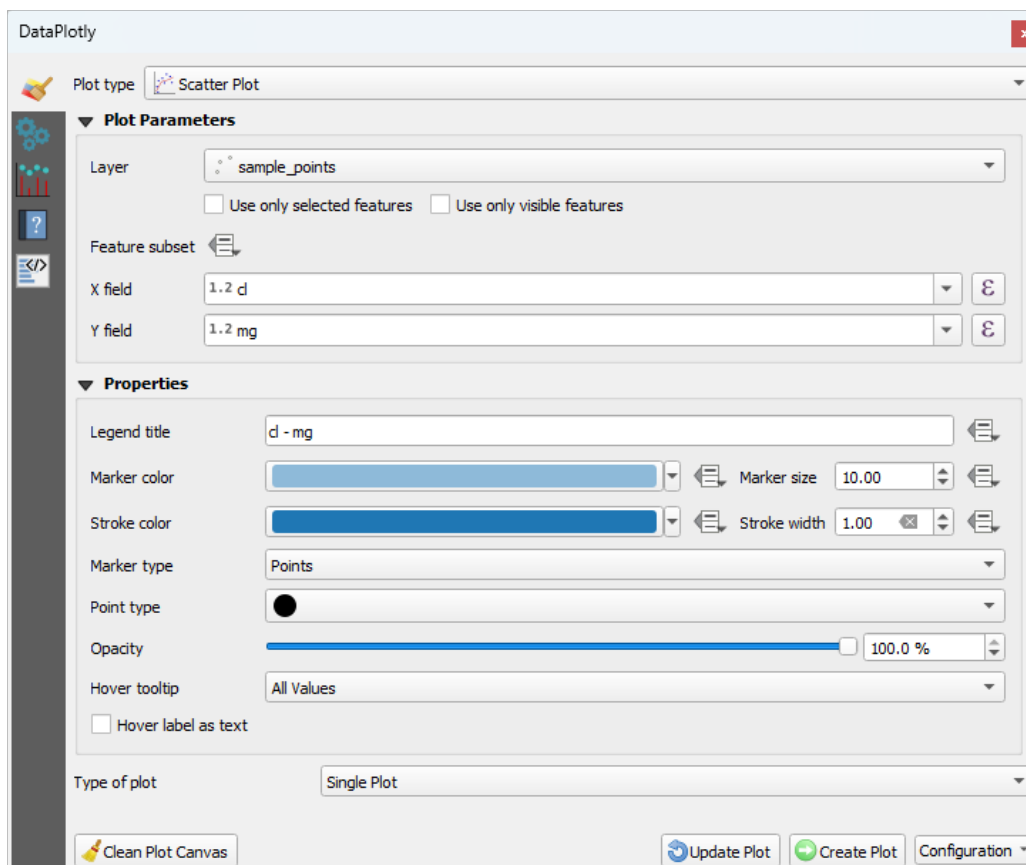 DataPlotly
Plot type Scatter Plot
Plot Parameters
Layer sample_points
Use only selected features Use only visible features
Feature subset
X field 1.2 cl ε
Y field 1.2 mg ε
Properties
Legend title cl - mg
Marker color Marker size 10.00
Stroke color Stroke width 1.00
Marker type Points
Point type
Opacity 100.0 %
Hover tooltip All Values
Hover label as text
Type of plot Single Plot
Clean Plot Canvas Update Plot Create Plot Configuration